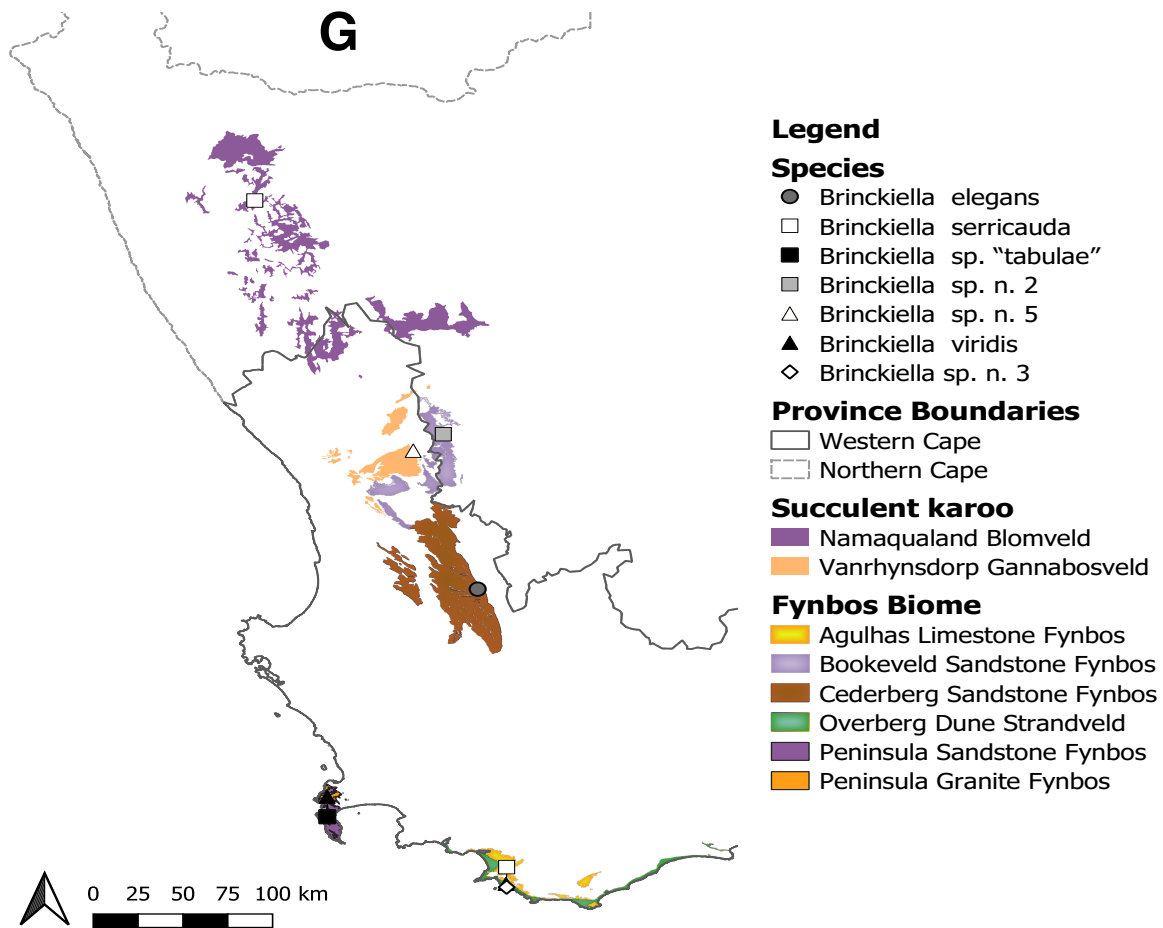 G
Legend
Species
Brinckiella elegans
Brinckiella serricauda
Brinckiella sp. "tabulae"
Brinckiella sp. n. 2
Brinckiella sp. n. 5
Brinckiella viridis
Brinckiella sp. n. 3
Province Boundaries
Western Cape
Northern Cape
Succulent karoo
Namaqualand Blomveld
Vanrhynsdorp Gannabosveld
Fynbos Biome
Agulhas Limestone Fynbos
Bookeveld Sandstone Fynbos
Cederberg Sandstone Fynbos
Overberg Dune Strandveld
Peninsula Sandstone Fynbos
Peninsula Granite Fynbos
0 25 50 75 100 km